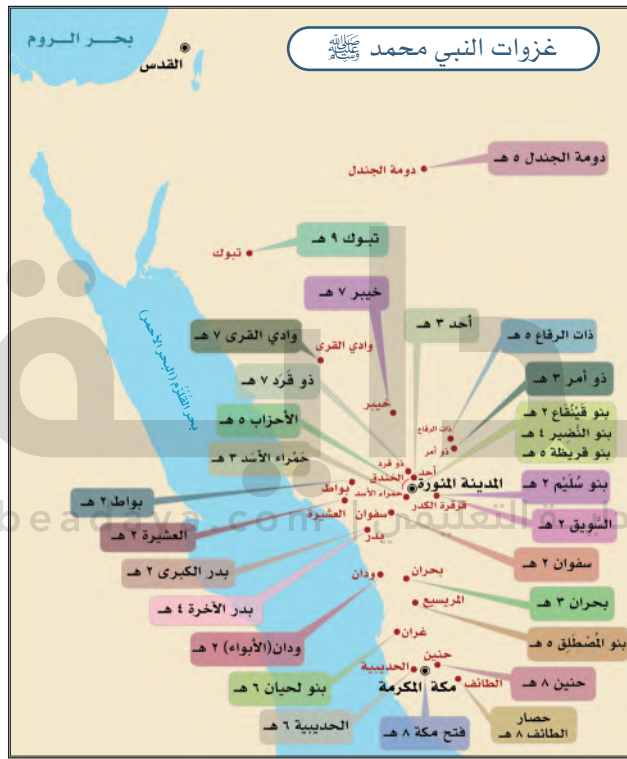 غزوات النبي محمد ﷺ
بحر الروم
القدس
دومة الجندل ٥ هـ
دومة الجندل
تبوك ٩ هـ
تبوك
خيبر ٧ هـ
أحد ٣ هـ
ذات الرقاع ٥ هـ
وادي القرى ٧ هـ
وادي القرى
ذو أمر ٣ هـ
ذو قَرَد ٧ هـ
خيبر
بنو قَيْنُقَاع ٢ هـ
بنو النَّضِير ٤ هـ
بنو قريظة ٥ هـ
الأحزاب ٥ هـ
ذات الرقاع
ذو أمر
حَمْراء الأسَد ٣ هـ
ذو قرد
أحد
الخندق
المدينة المنورة
بنو سُلَيْم ٢ هـ
حمراء الأسد
بواط
بواط ٢ هـ
قرقرة الكدر
السويق ٢ هـ
سفوان
العشيرة
العشيرة ٢ هـ
بدر
سفوان ٢ هـ
بدر الكبرى ٢ هـ
ودان
بحران
بحران ٣ هـ
بدر الآخرة ٤ هـ
المريسيع
بنو المُصْطَلِق ٥ هـ
ودان(الأبواء) ٢ هـ
غران
حنين
حنين ٨ هـ
بنو لحيان ٦ هـ
الحديبية
مكة المكرمة
الطائف
الحديبية ٦ هـ
فتح مكة ٨ هـ
حصار
الطائف ٨ هـ
بحر القُلْزُم (البحر الأحمر)
beadaya.com
التعليمي